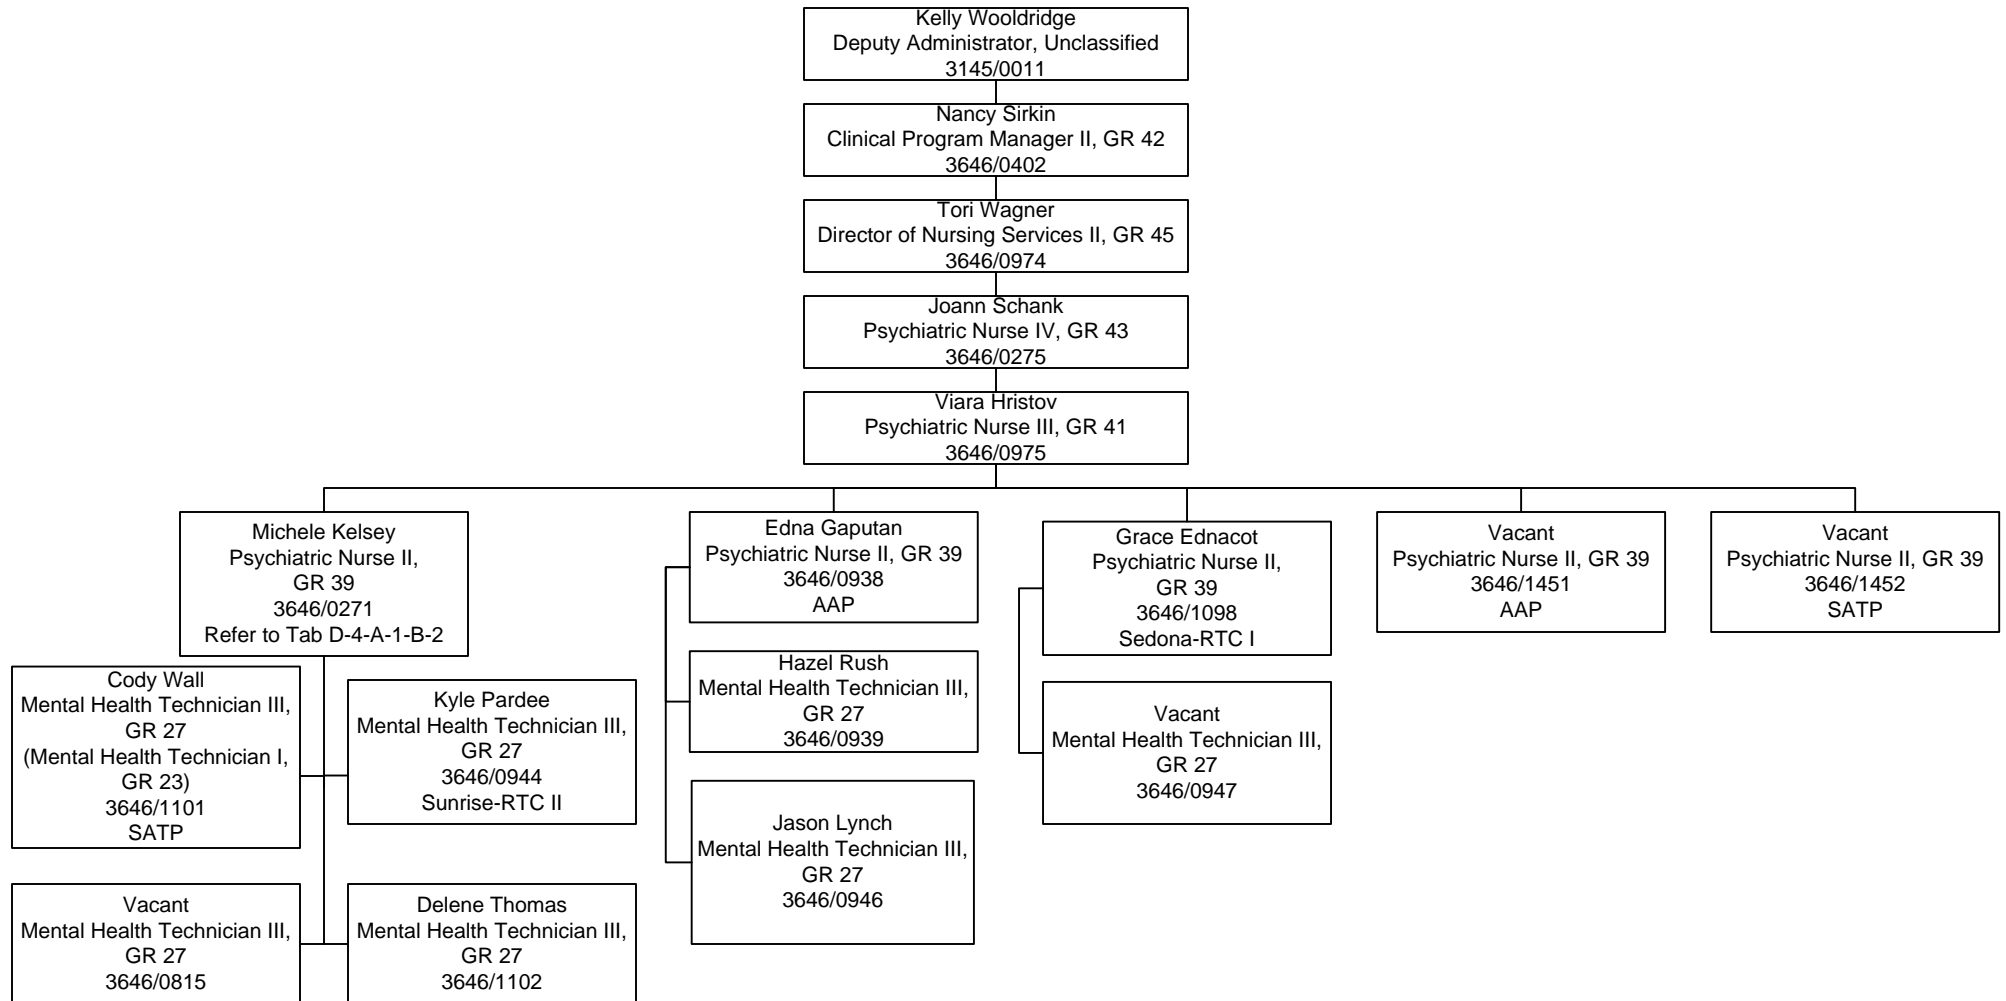 Kelly Wooldridge
Deputy Administrator, Unclassified
3145/0011
Nancy Sirkin
Clinical Program Manager II, GR 42
3646/0402
Tori Wagner
Director of Nursing Services II, GR 45
3646/0974
Joann Schank
Psychiatric Nurse IV, GR 43
3646/0275
Viara Hristov
Psychiatric Nurse III, GR 41
3646/0975
Michele Kelsey
Psychiatric Nurse II,
GR 39
3646/0271
Refer to Tab D-4-A-1-B-2
Edna Gaputan
Psychiatric Nurse II, GR 39
3646/0938
AAP
Grace Ednacot
Psychiatric Nurse II,
GR 39
3646/1098
Sedona-RTC I
Vacant
Psychiatric Nurse II, GR 39
3646/1451
AAP
Vacant
Psychiatric Nurse II, GR 39
3646/1452
SATP
Cody Wall
Mental Health Technician III,
GR 27
(Mental Health Technician I,
GR 23)
3646/1101
SATP
Kyle Pardee
Mental Health Technician III,
GR 27
3646/0944
Sunrise-RTC II
Hazel Rush
Mental Health Technician III,
GR 27
3646/0939
Vacant
Mental Health Technician III,
GR 27
3646/0947
Jason Lynch
Mental Health Technician III,
GR 27
3646/0946
Vacant
Mental Health Technician III,
GR 27
3646/0815
Delene Thomas
Mental Health Technician III,
GR 27
3646/1102